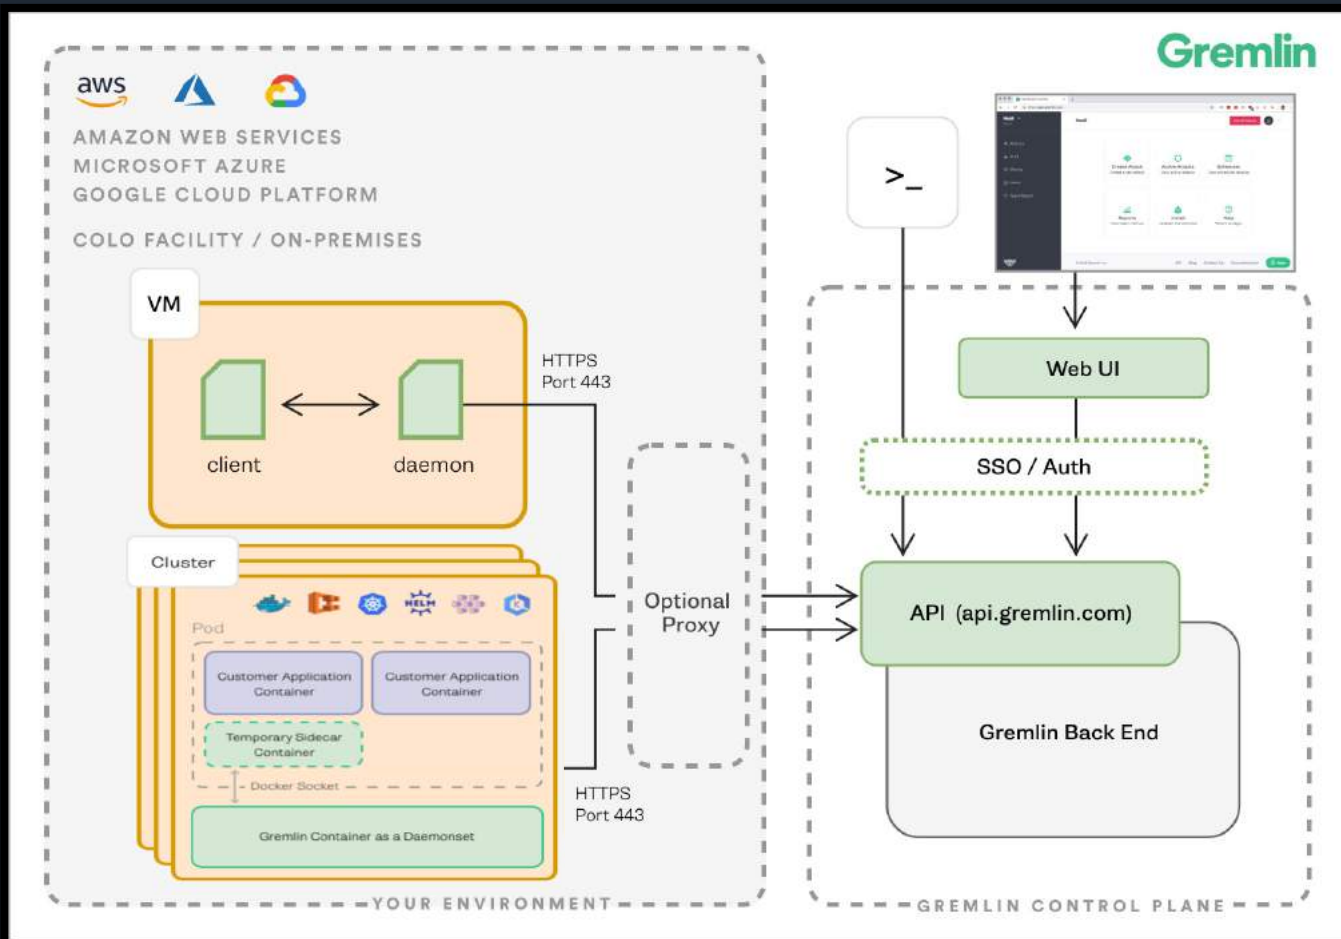 Gremlin
aws
AMAZON WEB SERVICES
MICROSOFT AZURE
GOOGLE CLOUD PLATFORM
COLO FACILITY / ON-PREMISES
>_
VM
client
daemon
HTTPS
Port 443
Cluster
HELM
Pod
Customer Application
Container
Customer Application
Container
Temporary Sidecar
Container
Docker Socket
Gremlin Container as a Daemonset
HTTPS
Port 443
Optional
Proxy
YOUR ENVIRONMENT
Web UI
SSO / Auth
API (api.gremlin.com)
Gremlin Back End
GREMLIN CONTROL PLANE